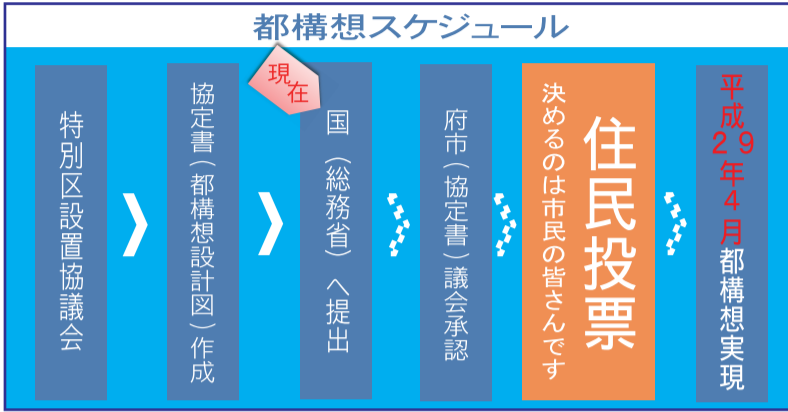 都構想スケジュール
特別区設置協議会
協定書(都構想設計図)作成
現在
国(総務省)へ提出
府市(協定書)議会承認
住民投票
決めるのは市民の皆さんです
平成29年4月都構想実現